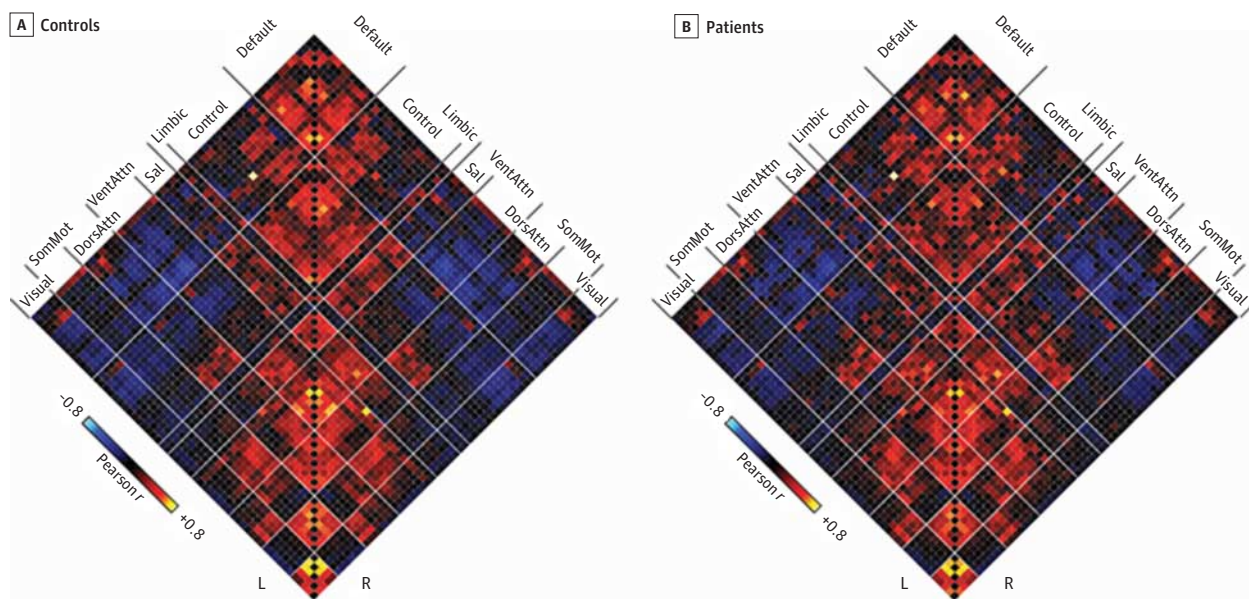 A Controls
Default
Default
Control
Limbic
Sal
VentAttn
DorsAttn
SomMot
Visual
Control
Limbic
Sal
VentAttn
DorsAttn
SomMot
Visual
–0.8
Pearson r
+0.8
L
R
B Patients
Default
Default
Control
Limbic
Sal
VentAttn
DorsAttn
SomMot
Visual
Control
Limbic
Sal
VentAttn
DorsAttn
SomMot
Visual
–0.8
Pearson r
+0.8
L
R